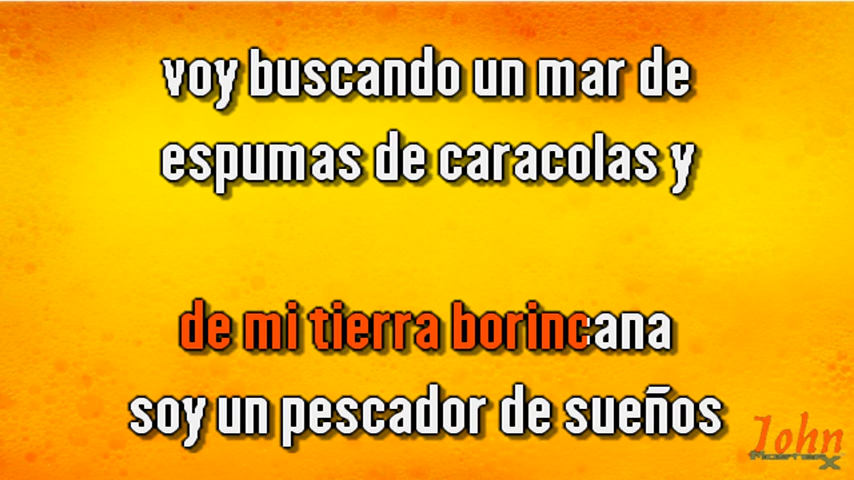 voy buscando un mar de
espumas de caracolas y
de mi tierra borincana
soy un pescador de sueños
John